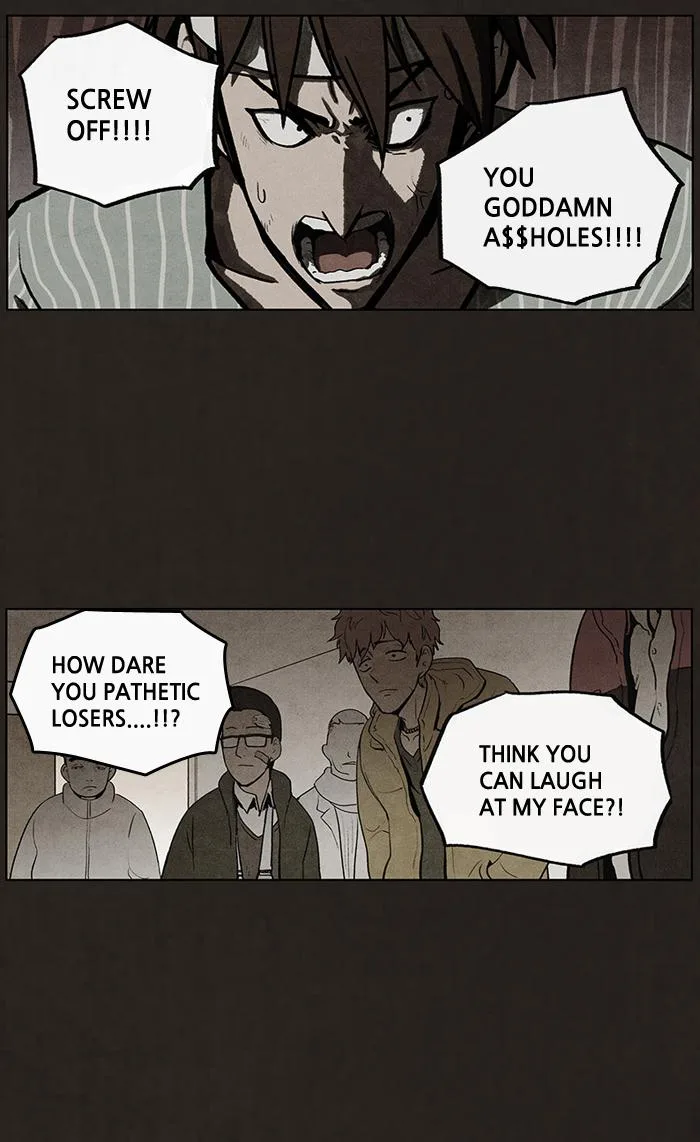 SCREW
OFF!!!!
YOU
GODDAMN
A$$HOLES!!!!
HOW DARE
YOU PATHETIC
LOSERS....!!?
THINK YOU
CAN LAUGH
AT MY FACE?!